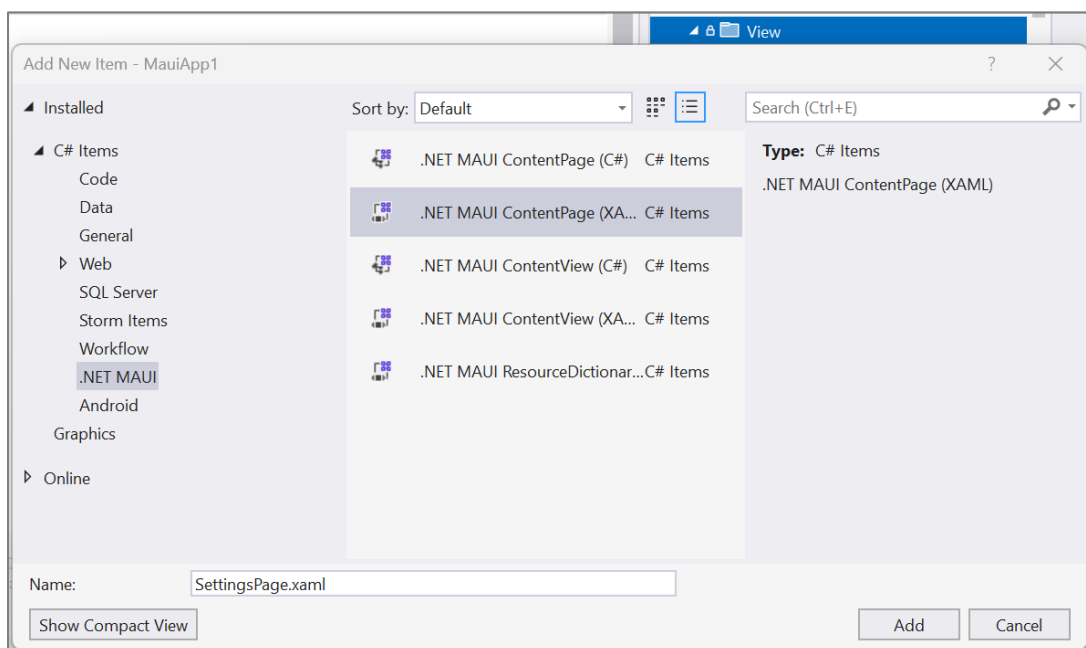 View
Add New Item - MauiApp1
?
Installed
Sort by: Default
Search (Ctrl+E)
C# Items
Code
Data
General
Web
SQL Server
Storm Items
Workflow
.NET MAUI
Android
Graphics
Online
.NET MAUI ContentPage (C#) C# Items
.NET MAUI ContentPage (XA... C# Items
.NET MAUI ContentView (C#) C# Items
.NET MAUI ContentView (XA... C# Items
.NET MAUI ResourceDictionar... C# Items
Type: C# Items
.NET MAUI ContentPage (XAML)
Name: SettingsPage.xaml
Show Compact View
Add
Cancel